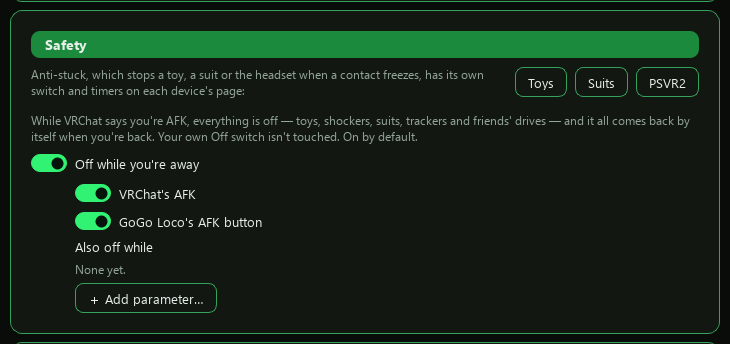 Safety
Anti-stuck, which stops a toy, a suit or the headset when a contact freezes, has its own
switch and timers on each device's page:
Toys
Suits
PSVR2
While VRChat says you're AFK, everything is off — toys, shockers, suits, trackers and friends' drives — and it all comes back by
itself when you're back. Your own Off switch isn't touched. On by default.
Off while you're away
VRChat's AFK
GoGo Loco's AFK button
Also off while
None yet.
+ Add parameter...